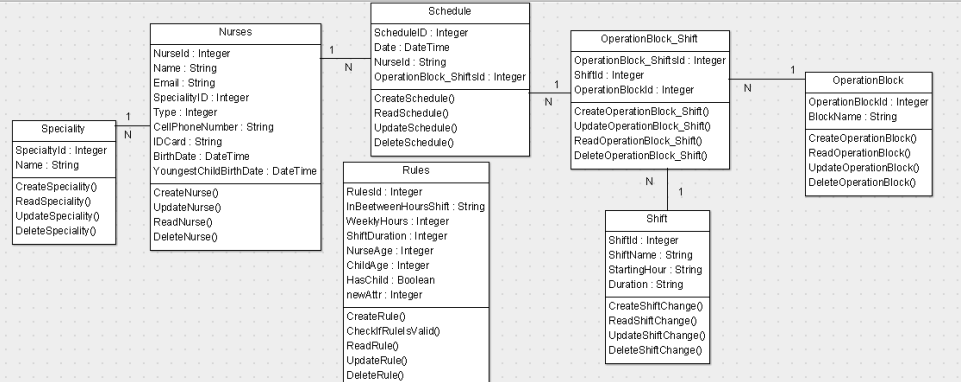 Speciality
SpecialtyId : Integer
Name : String
CreateSpeciality()
ReadSpeciality()
UpdateSpeciality()
DeleteSpeciality()
1
N
Nurses
NurseId : Integer
Name : String
Email : String
SpecialityID : Integer
Type : Integer
CellPhoneNumber : String
IDCard : String
BirthDate : DateTime
YoungestChildBirthDate : DateTime
CreateNurse()
UpdateNurse()
ReadNurse()
DeleteNurse()
1
N
Schedule
ScheduleID : Integer
Date : DateTime
NurseId : String
OperationBlock_ShiftsId : Integer
CreateSchedule()
ReadSchedule()
UpdateSchedule()
DeleteSchedule()
1
N
Rules
RulesId : Integer
InBeetweenHoursShift : String
WeeklyHours : Integer
ShiftDuration : Integer
NurseAge : Integer
ChildAge : Integer
HasChild : Boolean
newAttr : Integer
CreateRule()
CheckIfRuleIsValid()
ReadRule()
UpdateRule()
DeleteRule()
OperationBlock_Shift
OperationBlock_ShiftsId : Integer
ShiftId : Integer
OperationBlockId : Integer
CreateOperationBlock_Shift()
UpdateOperationBlock_Shift()
ReadOperationBlock_Shift()
DeleteOperationBlock_Shift()
1
N
N
1
OperationBlock
OperationBlockId : Integer
BlockName : String
CreateOperationBlock()
ReadOperationBlock()
UpdateOperationBlock()
DeleteOperationBlock()
Shift
ShiftId : Integer
ShiftName : String
StartingHour : String
Duration : String
CreateShiftChange()
ReadShiftChange()
UpdateShiftChange()
DeleteShiftChange()